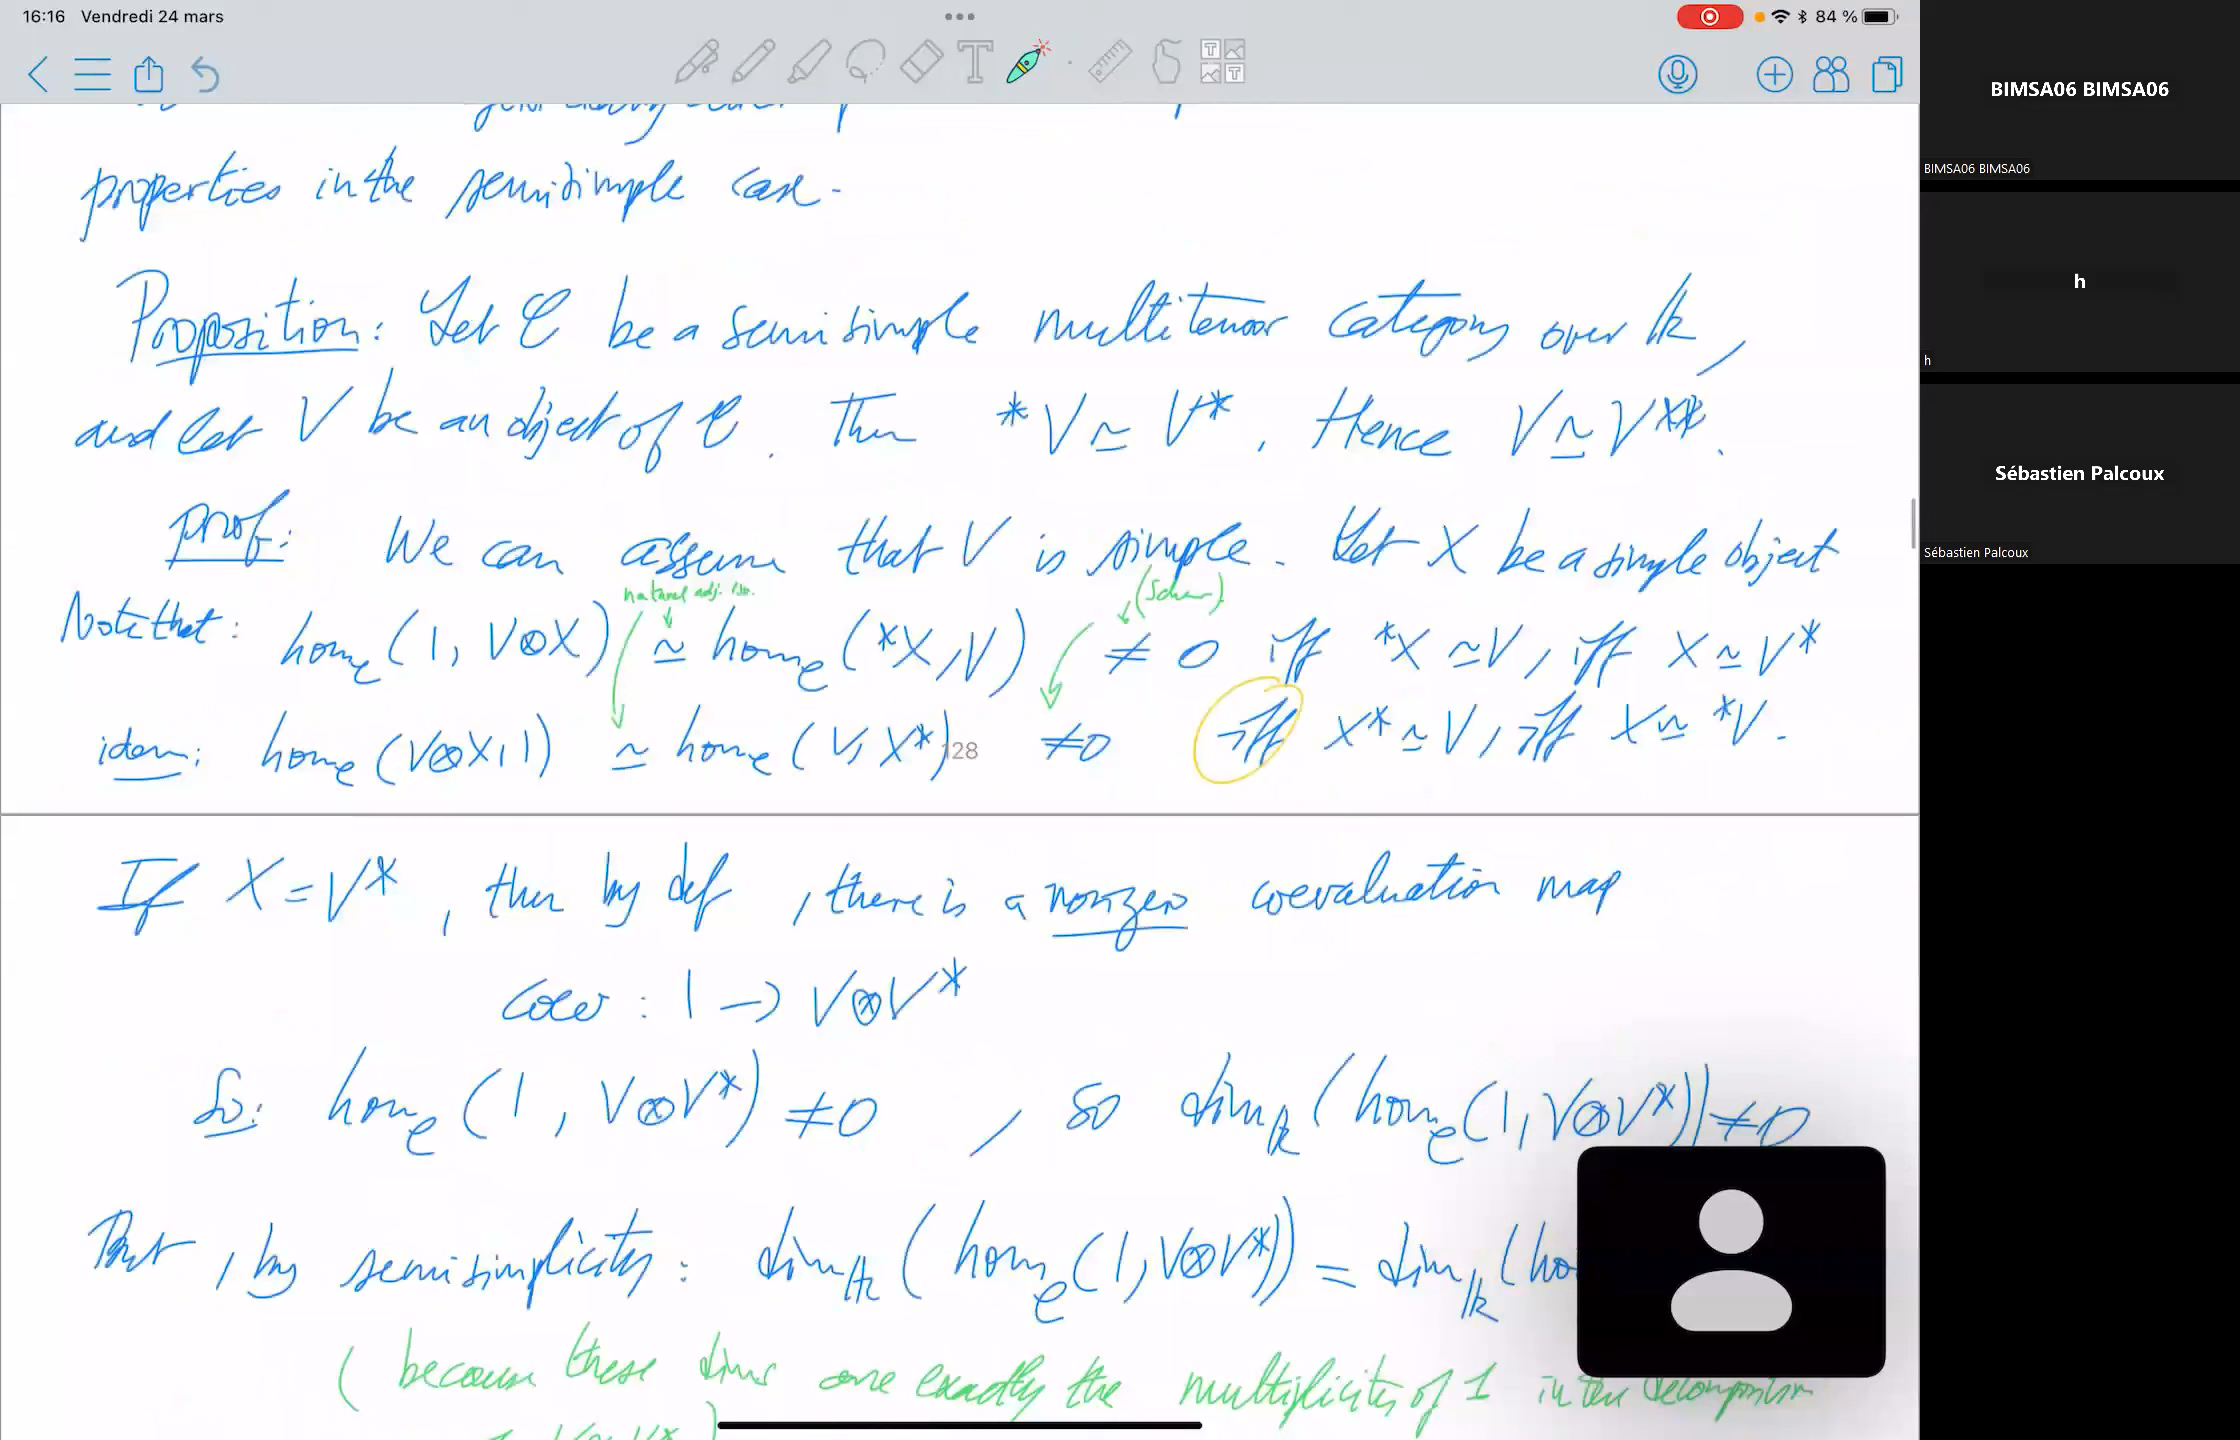 16:16 Vendredi 24 mars
84 %
properties in the semisimple case.
Proposition: Let C be a semisimple multitensor category over k,
and let V be an object of C. Then *V ≃ V*. Hence V ≃ V**.
proof: We can assume that V is simple. Let X be a simple object
natural adj. iso. (Schur)
Note that: hom_C(1, V⊗X) ≃ hom_C(*X, V) ≠ 0 iff *X ≃ V, iff X ≃ V*
idem: hom_C(V⊗X, 1) ≃ hom_C(V, X*) ≠ 0 iff X* ≃ V, iff X ≃ *V.
128
If X = V*, then by def, there is a nonzero coevaluation map
coev : 1 → V⊗V*
So: hom_C(1, V⊗V*) ≠ 0, so dim_k(hom_C(1, V⊗V*)) ≠ 0
But, by semisimplicity: dim_k(hom_C(1, V⊗V*)) = dim_k(ho
(because these dims are exactly the multiplicity of 1 in the decomposition
BIMSA06 BIMSA06
BIMSA06 BIMSA06
h
h
Sébastien Palcoux
Sébastien Palcoux